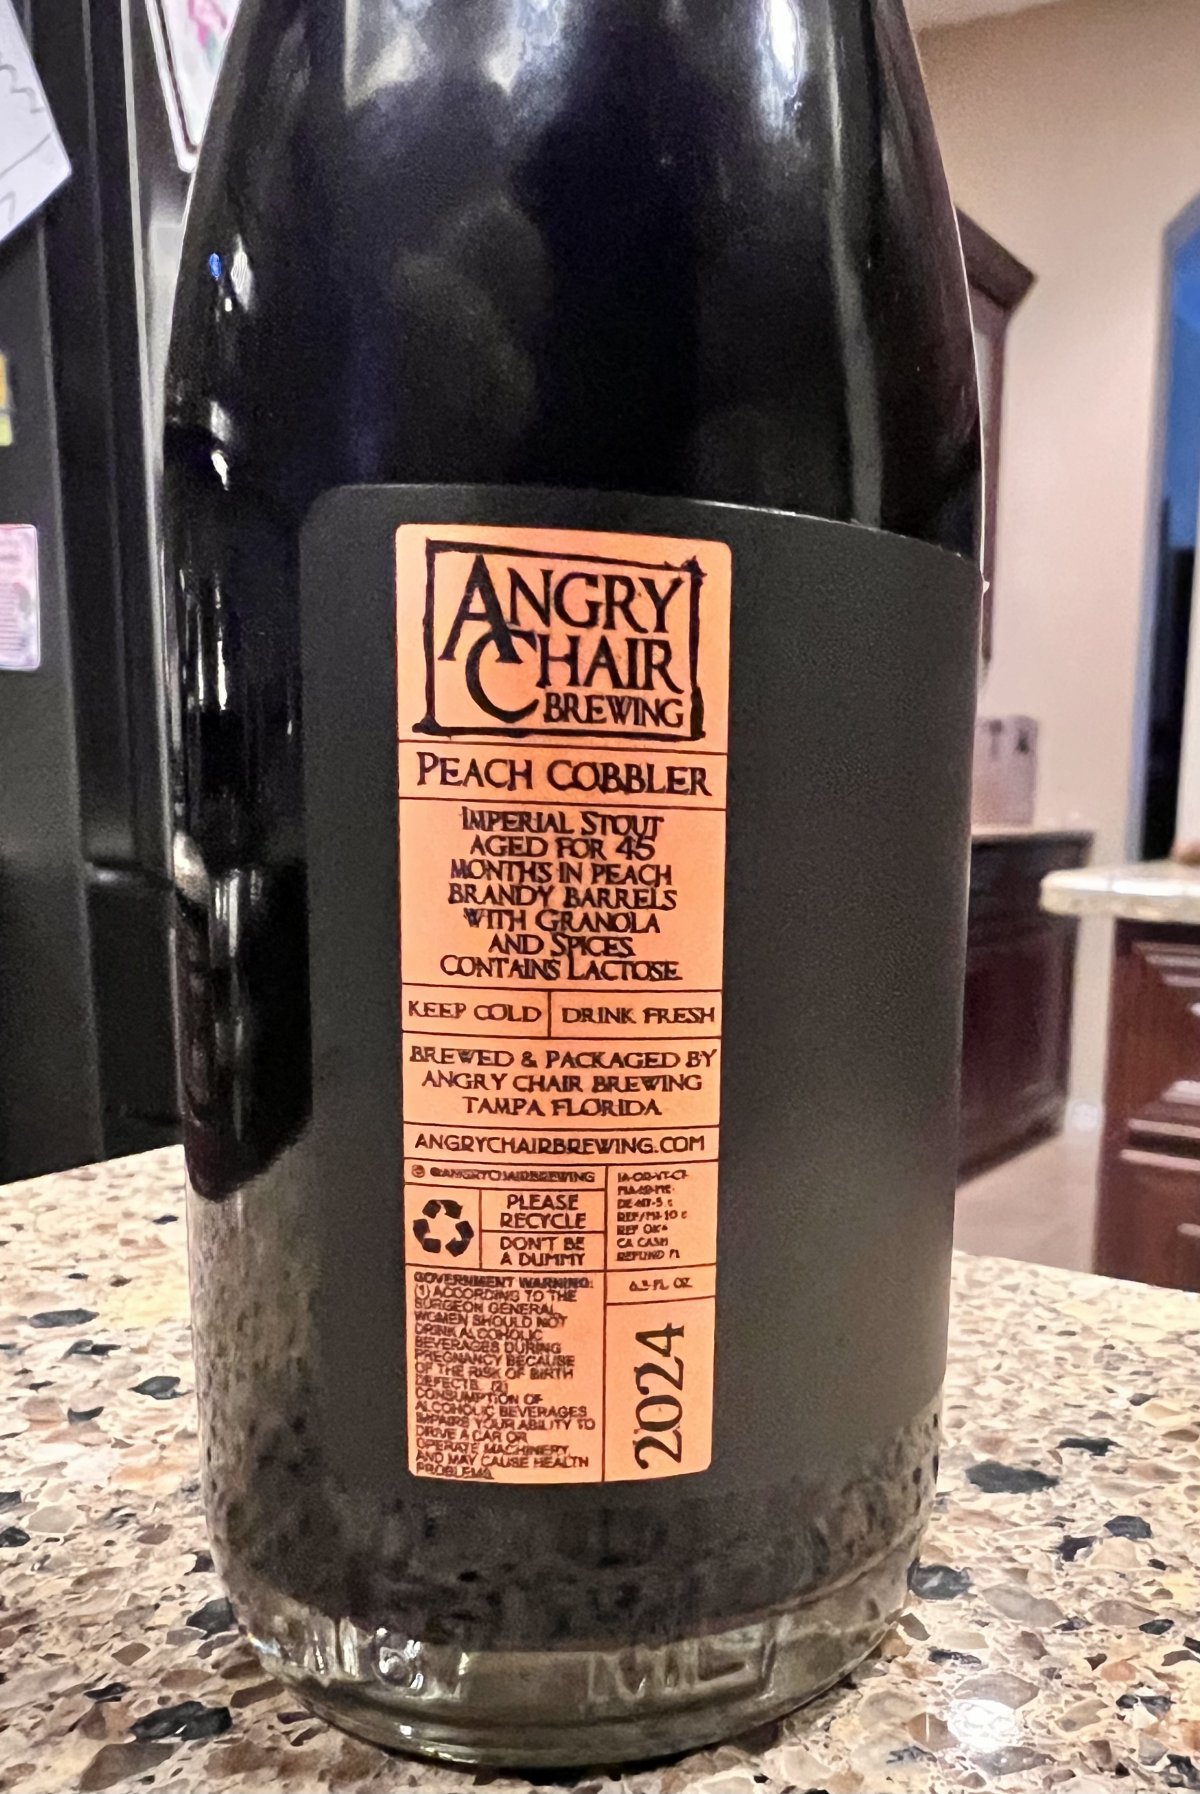 ANGRY
CHAIR
BREWING
PEACH COBBLER
IMPERIAL STOUT
AGED FOR 45
MONTHS IN PEACH
BRANDY BARRELS
WITH GRANOLA
AND SPICES
CONTAINS LACTOSE
KEEP COLD
DRINK FRESH
BREWED & PACKAGED BY
ANGRY CHAIR BREWING
TAMPA FLORIDA
ANGRYCHAIRBREWING.COM
@ANGRYCHAIRBREWING
PLEASE
RECYCLE
DON'T BE
A DUMMY
CA CASH
REFUND
FL. OZ.
GOVERNMENT WARNING:
(1) ACCORDING TO THE
SURGEON GENERAL,
WOMEN SHOULD NOT
DRINK ALCOHOLIC
BEVERAGES DURING
PREGNANCY BECAUSE
OF THE RISK OF BIRTH
DEFECTS. (2)
CONSUMPTION OF
ALCOHOLIC BEVERAGES
IMPAIRS YOUR ABILITY TO
DRIVE A CAR OR
OPERATE MACHINERY,
AND MAY CAUSE HEALTH
PROBLEMS.
2024